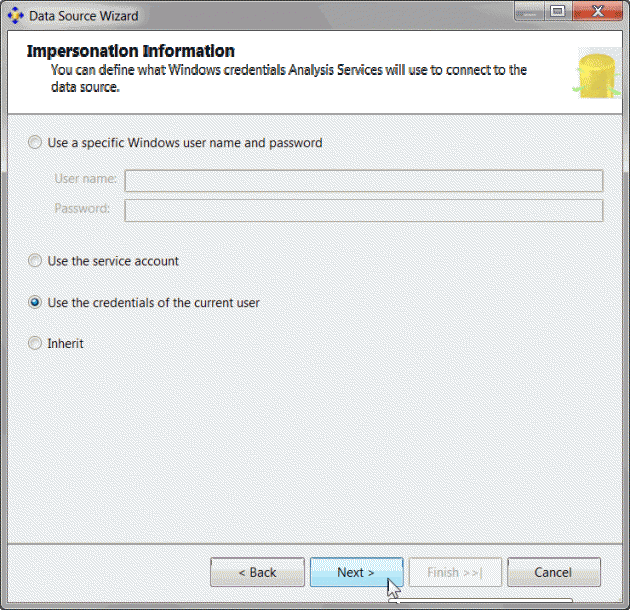 Data Source Wizard
Impersonation Information
You can define what Windows credentials Analysis Services will use to connect to the
data source.
Use a specific Windows user name and password
User name:
Password:
Use the service account
Use the credentials of the current user
Inherit
< Back Next > Finish >>| Cancel